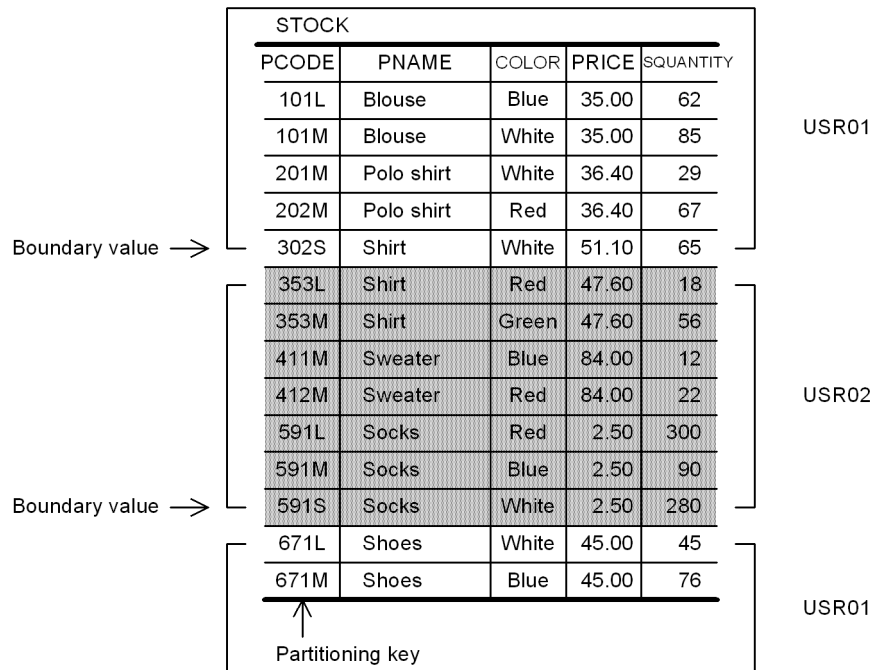 STOCK
PCODE PNAME COLOR PRICE SQUANTITY
101L Blouse Blue 35.00 62
101M Blouse White 35.00 85
USR01
201M Polo shirt White 36.40 29
202M Polo shirt Red 36.40 67
Boundary value 302S Shirt White 51.10 65
353L Shirt Red 47.60 18
353M Shirt Green 47.60 56
411M Sweater Blue 84.00 12
412M Sweater Red 84.00 22 USR02
591L Socks Red 2.50 300
591M Socks Blue 2.50 90
Boundary value 591S Socks White 2.50 280
671L Shoes White 45.00 45
671M Shoes Blue 45.00 76
USR01
Partitioning key